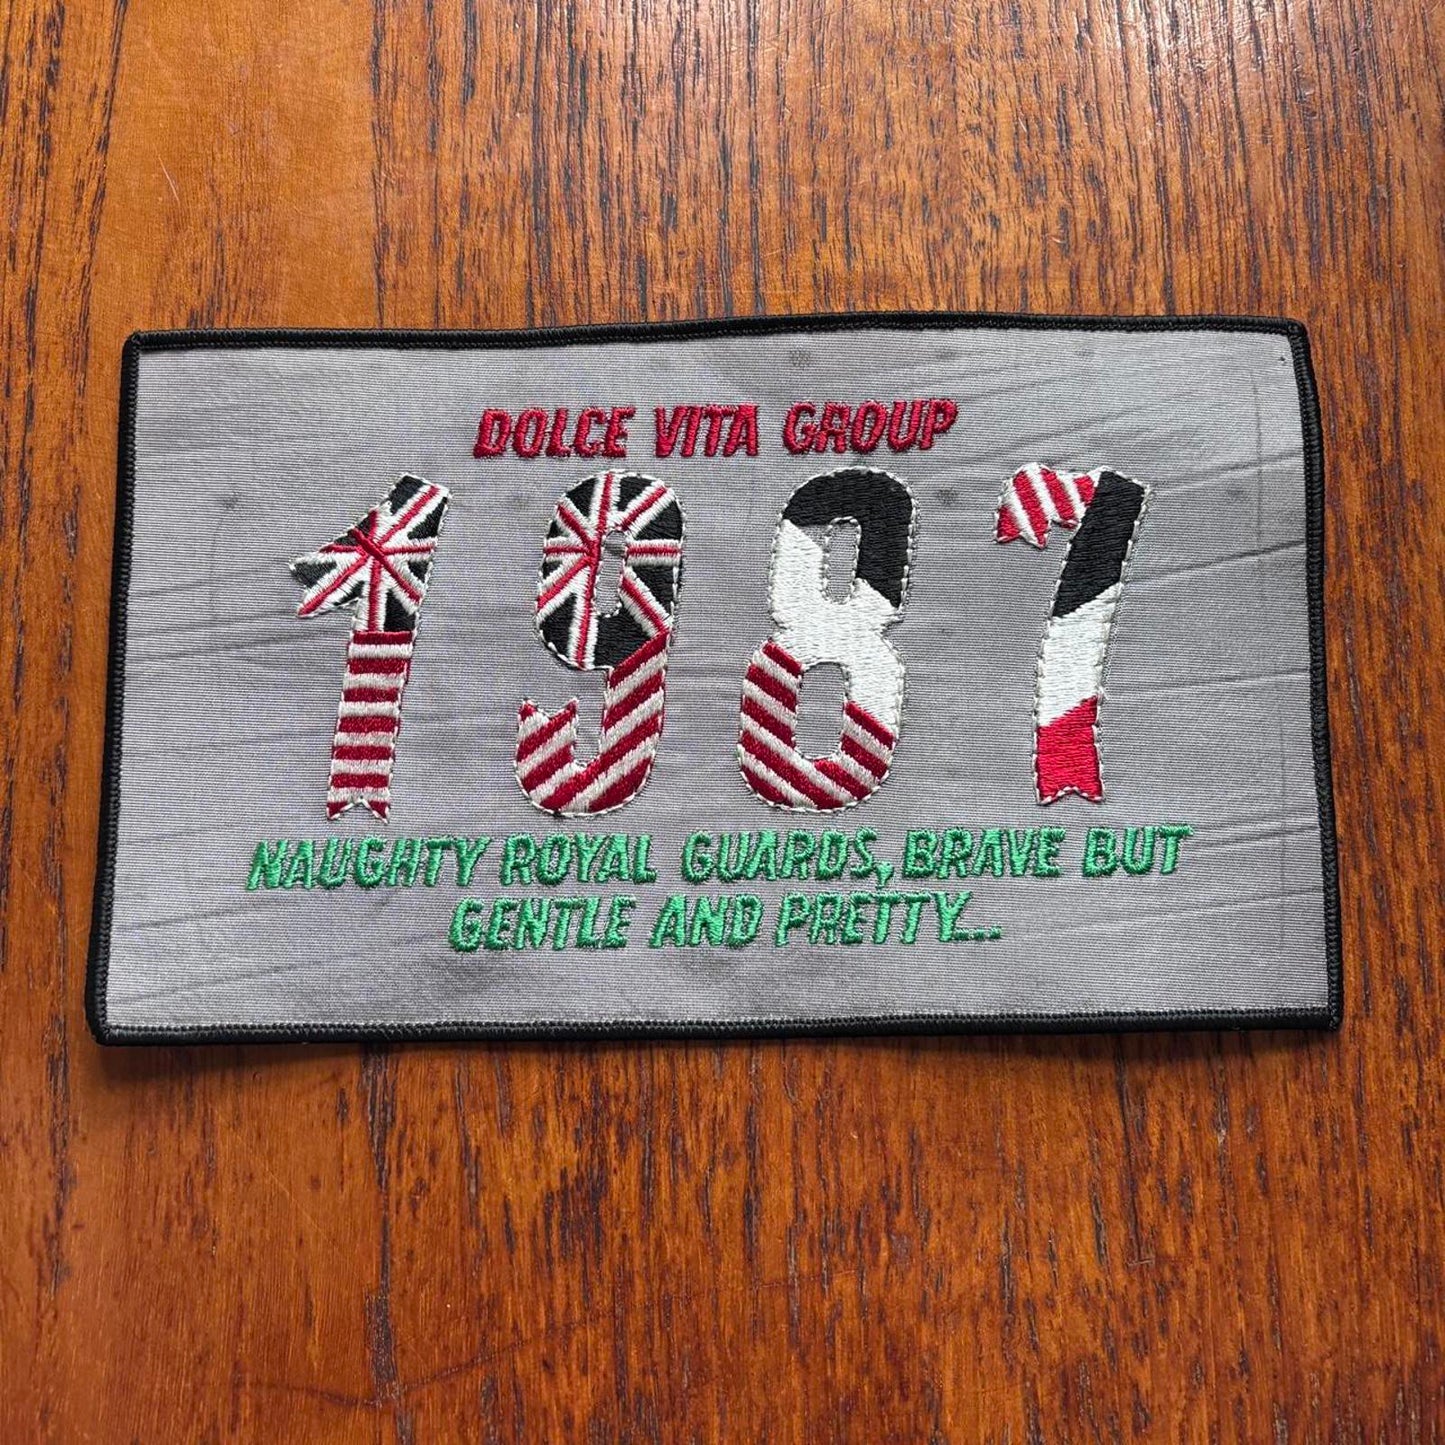 DOLCE VITA GROUP
1987
NAUGHTY ROYAL GUARDS, BRAVE BUT
GENTLE AND PRETTY...